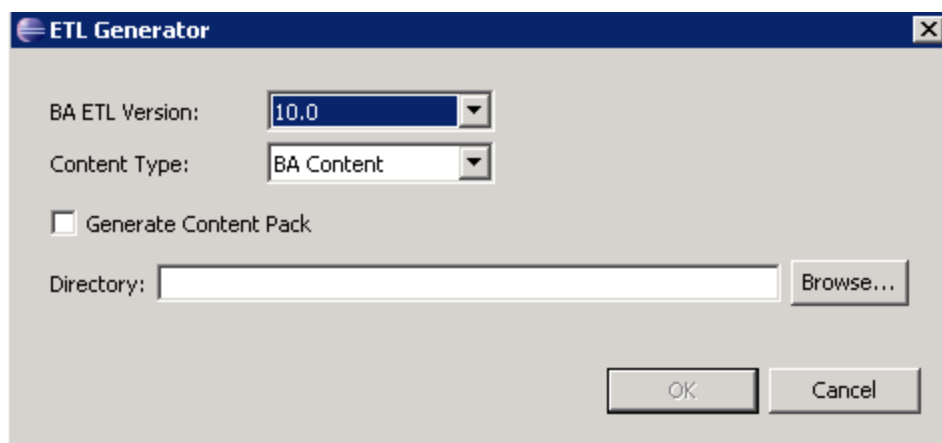 ETL Generator
BA ETL Version: 10.0
Content Type: BA Content
Generate Content Pack
Directory: Browse...
OK Cancel